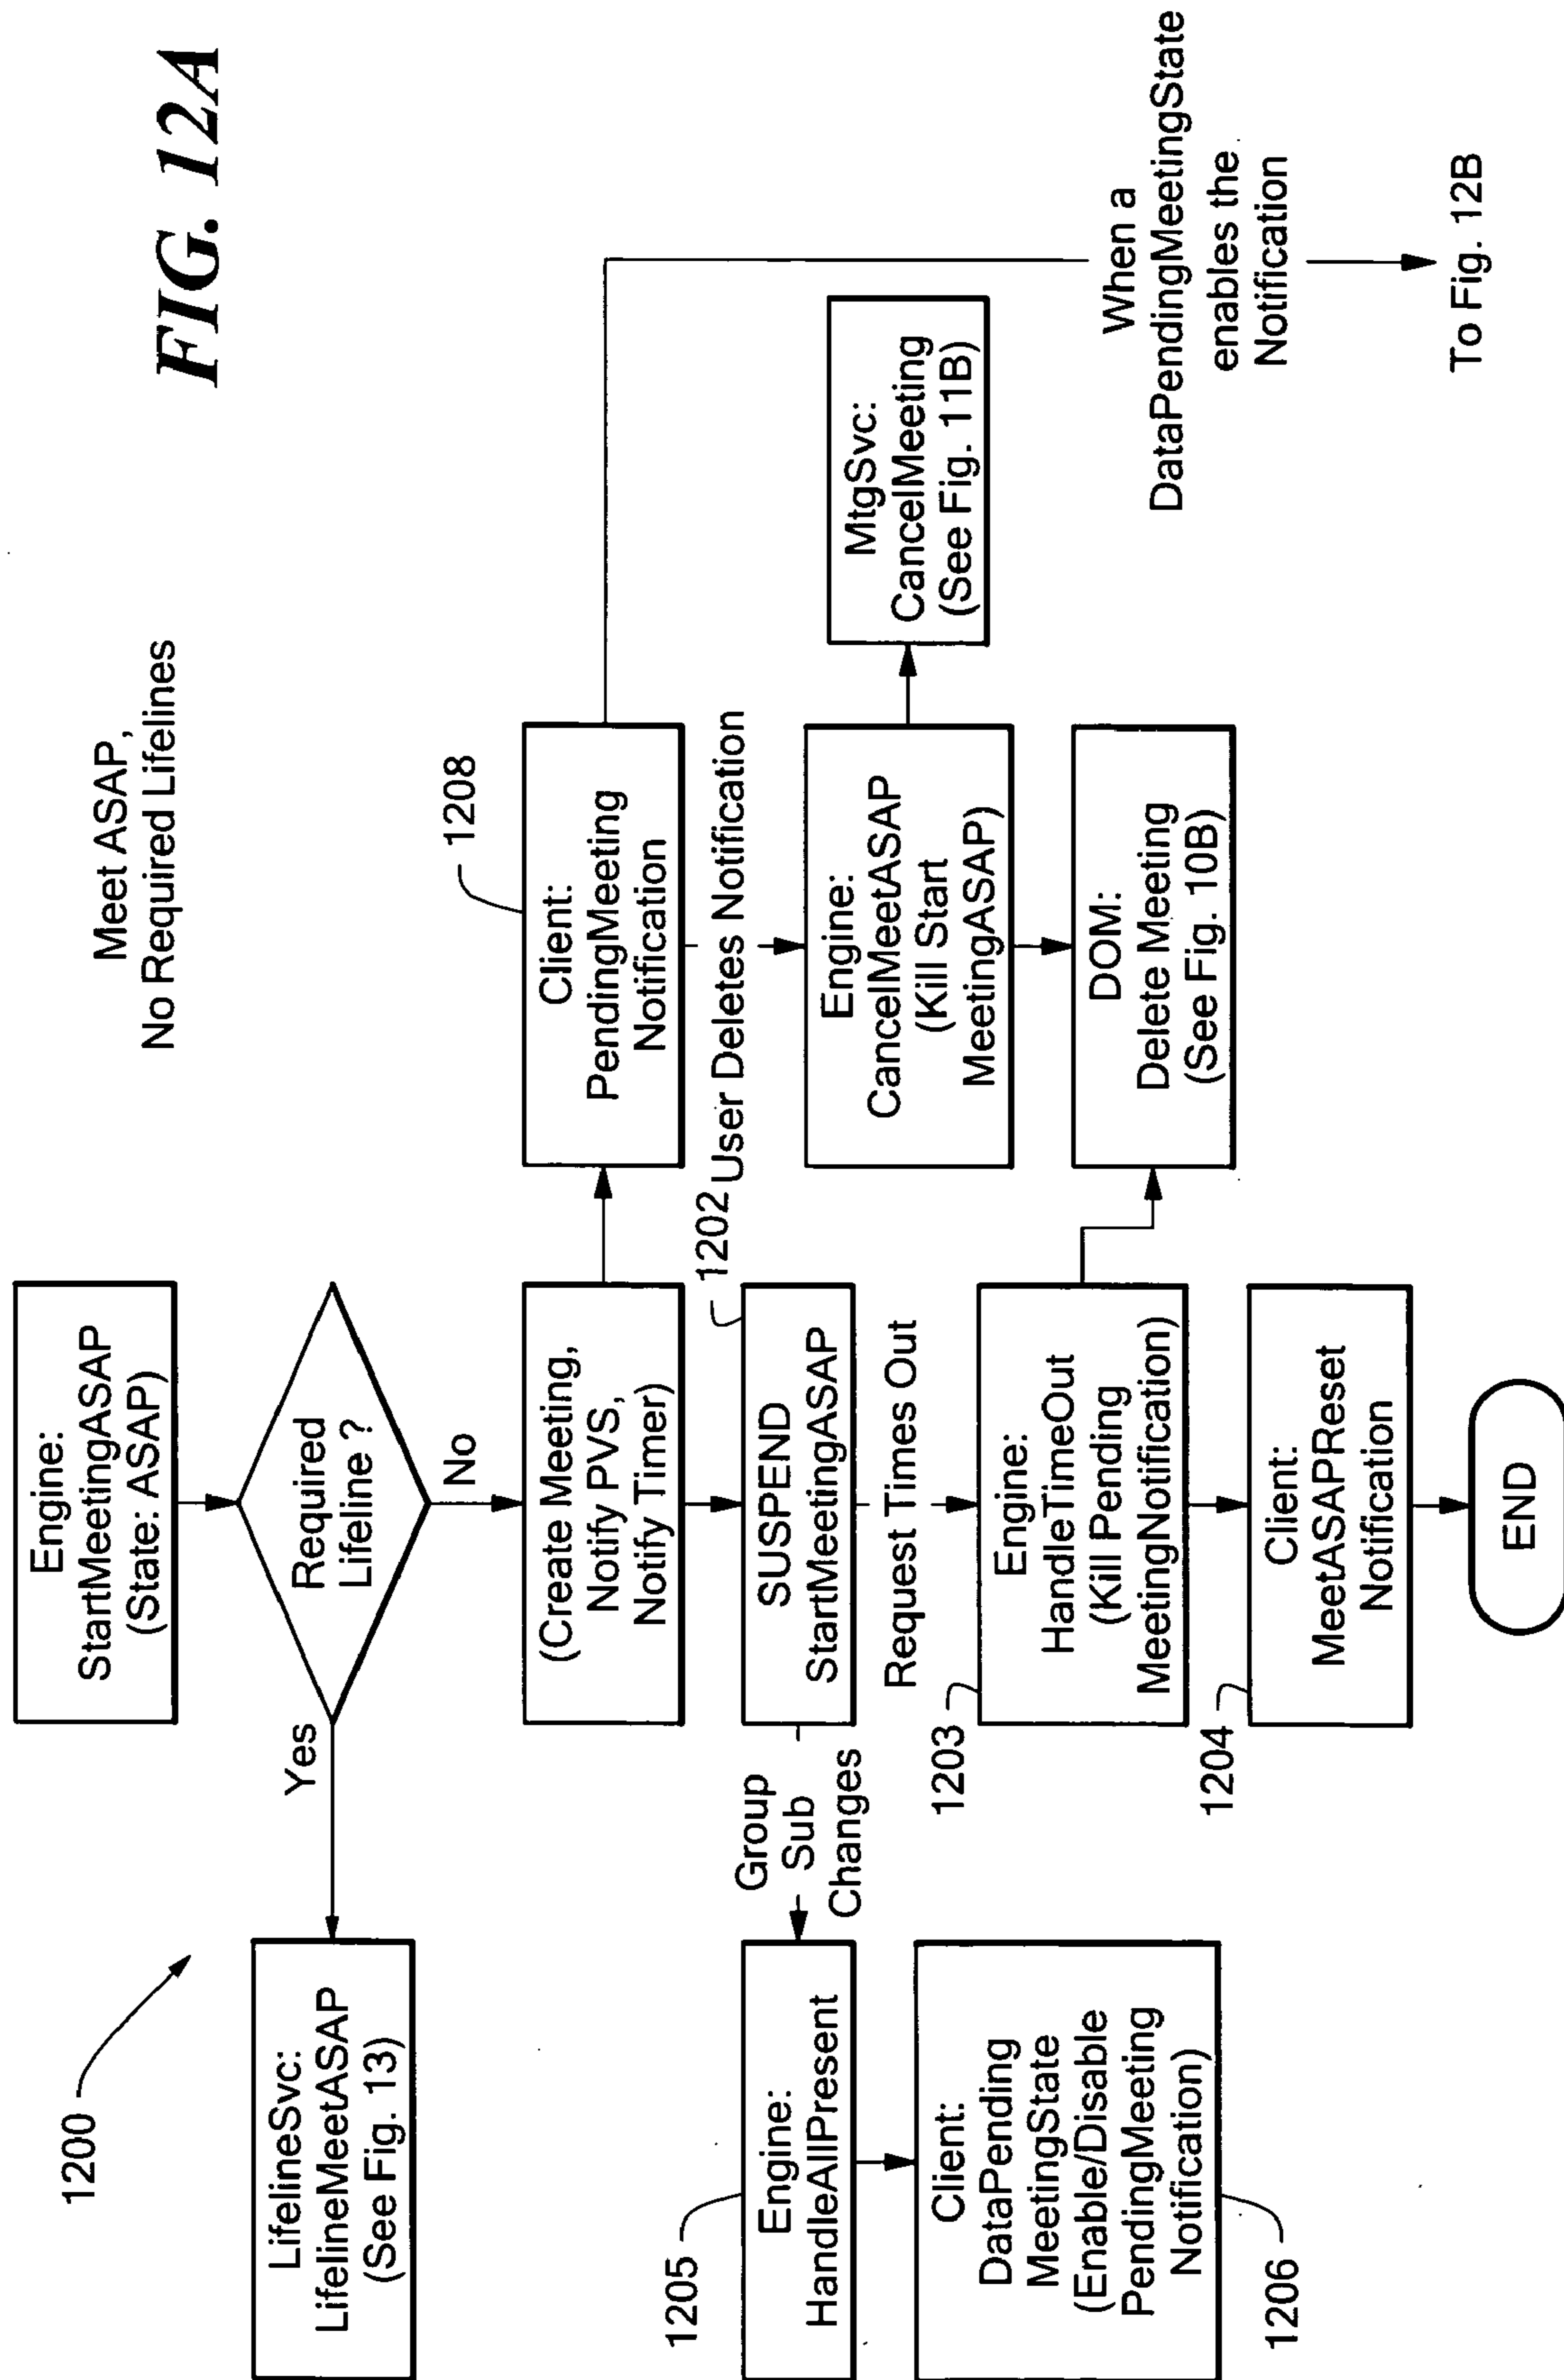 FIG. 12A
Meet ASAP,
No Required Lifelines
1200
Engine:
StartMeetingASAP
(State: ASAP)
Required
Lifeline ?
Yes
No
LifelineSvc:
LifelineMeetASAP
(See Fig. 13)
(Create Meeting,
Notify PVS,
Notify Timer)
1208
Client:
PendingMeeting
Notification
1202
User Deletes Notification
SUSPEND
StartMeetingASAP
Group
Sub
Changes
Request Times Out
1205
Engine:
HandleAllPresent
Client:
DataPending
MeetingState
(Enable/Disable
PendingMeeting
Notification)
1206
1203
Engine:
HandleTimeOut
(Kill Pending
MeetingNotification)
1204
Client:
MeetASAPReset
Notification
END
Engine:
CancelMeetASAP
(Kill Start
MeetingASAP)
MtgSvc:
CancelMeeting
(See Fig. 11B)
DOM:
Delete Meeting
(See Fig. 10B)
When a
DataPendingMeetingState
enables the
Notification
To Fig. 12B